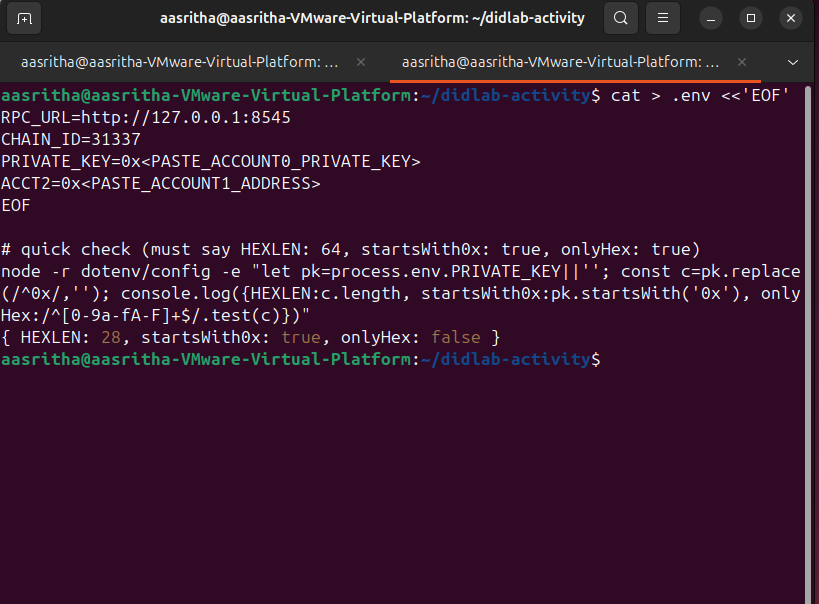 aasritha@aasritha-VMware-Virtual-Platform: ~/didlab-activity
aasritha@aasritha-VMware-Virtual-Platform: ...
aasritha@aasritha-VMware-Virtual-Platform: ...
aasritha@aasritha-VMware-Virtual-Platform:~/didlab-activity$ cat > .env <<'EOF'
RPC_URL=http://127.0.0.1:8545
CHAIN_ID=31337
PRIVATE_KEY=0x<PASTE_ACCOUNT0_PRIVATE_KEY>
ACCT2=0x<PASTE_ACCOUNT1_ADDRESS>
EOF
# quick check (must say HEXLEN: 64, startsWith0x: true, onlyHex: true)
node -r dotenv/config -e "let pk=process.env.PRIVATE_KEY||''; const c=pk.replace
(/^0x/,''); console.log({HEXLEN:c.length, startsWith0x:pk.startsWith('0x'), only
Hex:/^[0-9a-fA-F]+$/.test(c)})"
{ HEXLEN: 28, startsWith0x: true, onlyHex: false }
aasritha@aasritha-VMware-Virtual-Platform:~/didlab-activity$